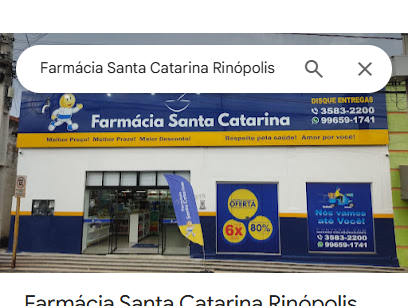 Farmácia Santa Catarina Rinópolis
DISQUE ENTREGAS
3583-2200
99659-1741
Farmácia Santa Catarina
Melhor Preço! Melhor Prazo! Maior Desconto!
Respeito pela saúde! Amor por você!
Santa Catarina
OFERTA
6x
80%
Nós vamos
até Você!
3583-2200
99659-1741
Farmácia Santa Catarina Rinópolis